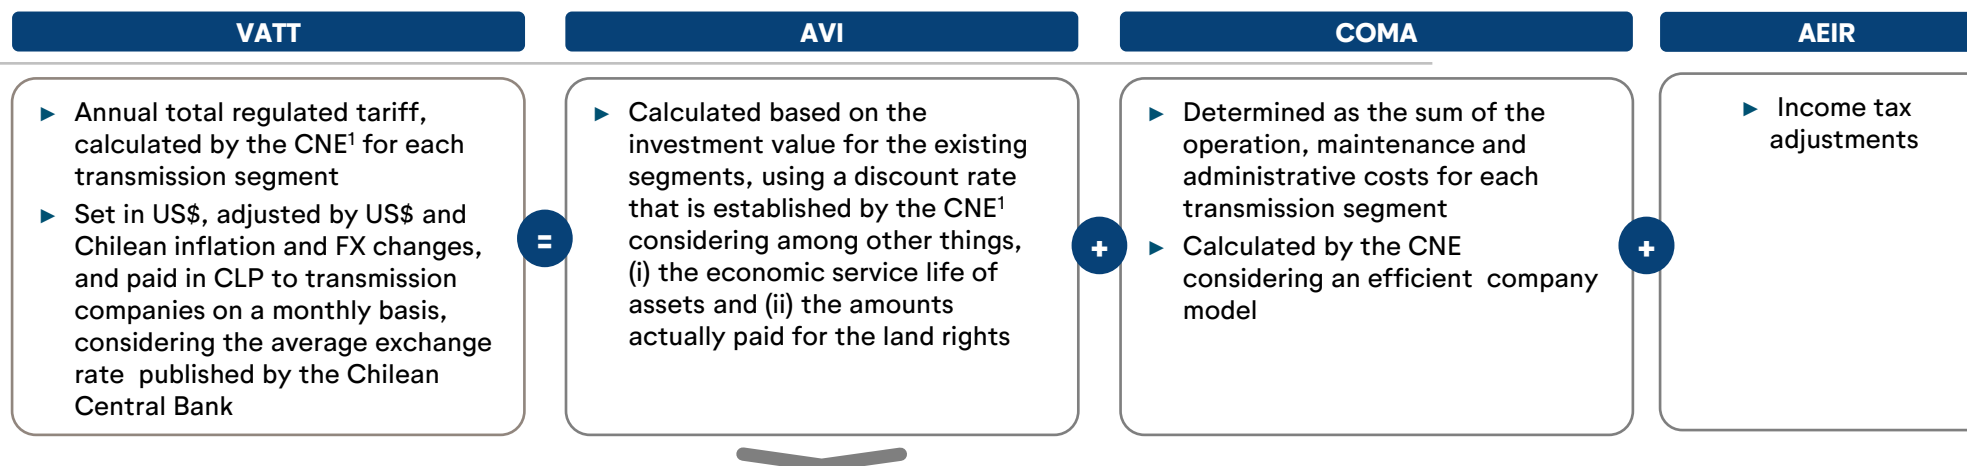 VATT
► Annual total regulated tariff,
calculated by the CNE¹ for each
transmission segment
► Set in US$, adjusted by US$ and
Chilean inflation and FX changes,
and paid in CLP to transmission
companies on a monthly basis,
considering the average exchange
rate published by the Chilean
Central Bank
=
AVI
► Calculated based on the
investment value for the existing
segments, using a discount rate
that is established by the CNE¹
considering among other things,
(i) the economic service life of
assets and (ii) the amounts
actually paid for the land rights
+
COMA
► Determined as the sum of the
operation, maintenance and
administrative costs for each
transmission segment
► Calculated by the CNE
considering an efficient company
model
+
AEIR
► Income tax
adjustments